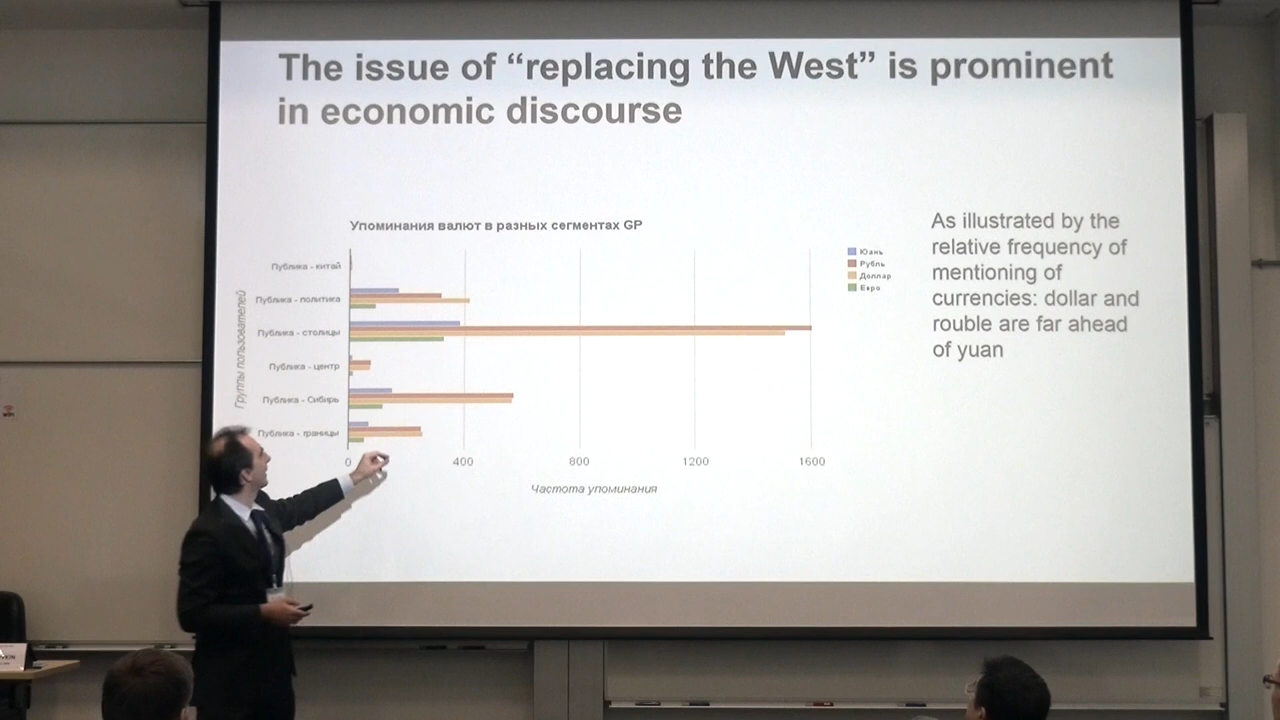 The issue of “replacing the West” is prominent
in economic discourse
Упоминания валют в разных сегментах GP
Группы пользователей
Публика - китай
Публика - политика
Публика - столицы
Публика - центр
Публика - Сибирь
Публика - границы
0 400 800 1200 1600
Частота упоминания
Юань
Рубль
Доллар
Евро
As illustrated by the
relative frequency of
mentioning of
currencies: dollar and
rouble are far ahead
of yuan